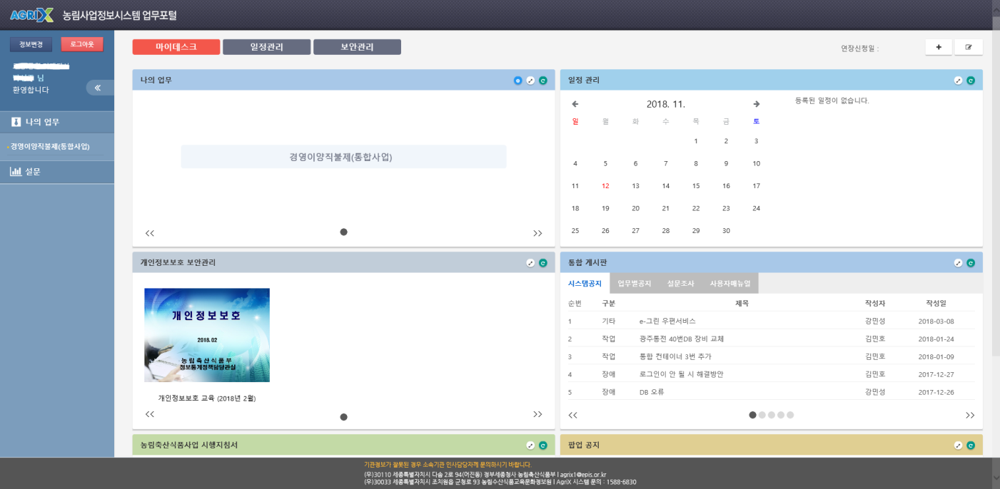 AGRIX 농림사업정보시스템 업무포털
정보변경 로그아웃
님
환영합니다
나의 업무
경영이양직불제(통합사업)
설문
마이데스크 일정관리 보안관리
연장신청일 :
나의 업무
경영이양직불제(통합사업)
<< >>
일정 관리
2018. 11.
일 월 화 수 목 금 토
1 2 3
4 5 6 7 8 9 10
11 12 13 14 15 16 17
18 19 20 21 22 23 24
25 26 27 28 29 30
등록된 일정이 없습니다.
개인정보보호 보안관리
개인정보보호
2018.02
농림축산식품부
정보통계정책담당관실
개인정보보호 교육 (2018년 2월)
<< >>
통합 게시판
시스템공지 업무별공지 설문조사 사용자매뉴얼
순번 구분 제목 작성자 작성일
1 기타 e-그린 우편서비스 강민성 2018-03-08
2 작업 광주통전 40번DB 장비 교체 김민호 2018-01-24
3 작업 통합 컨테이너 3번 추가 김민호 2018-01-09
4 장애 로그인이 안 될 시 해결방안 김민호 2017-12-27
5 장애 DB 오류 강민성 2017-12-26
<< >>
농림축산식품사업 시행지침서
팝업 공지
기관정보가 잘못된 경우 소속기관 인사담당자께 문의하시기 바랍니다.
(우)30110 세종특별자치시 다솜 2로 94(어진동) 정부세종청사 농림축산식품부 | agrix1@epis.or.kr
(우)30033 세종특별자치시 조치원읍 군청로 93 농림수산식품교육문화정보원 | AgriX 시스템 문의 : 1588-6830